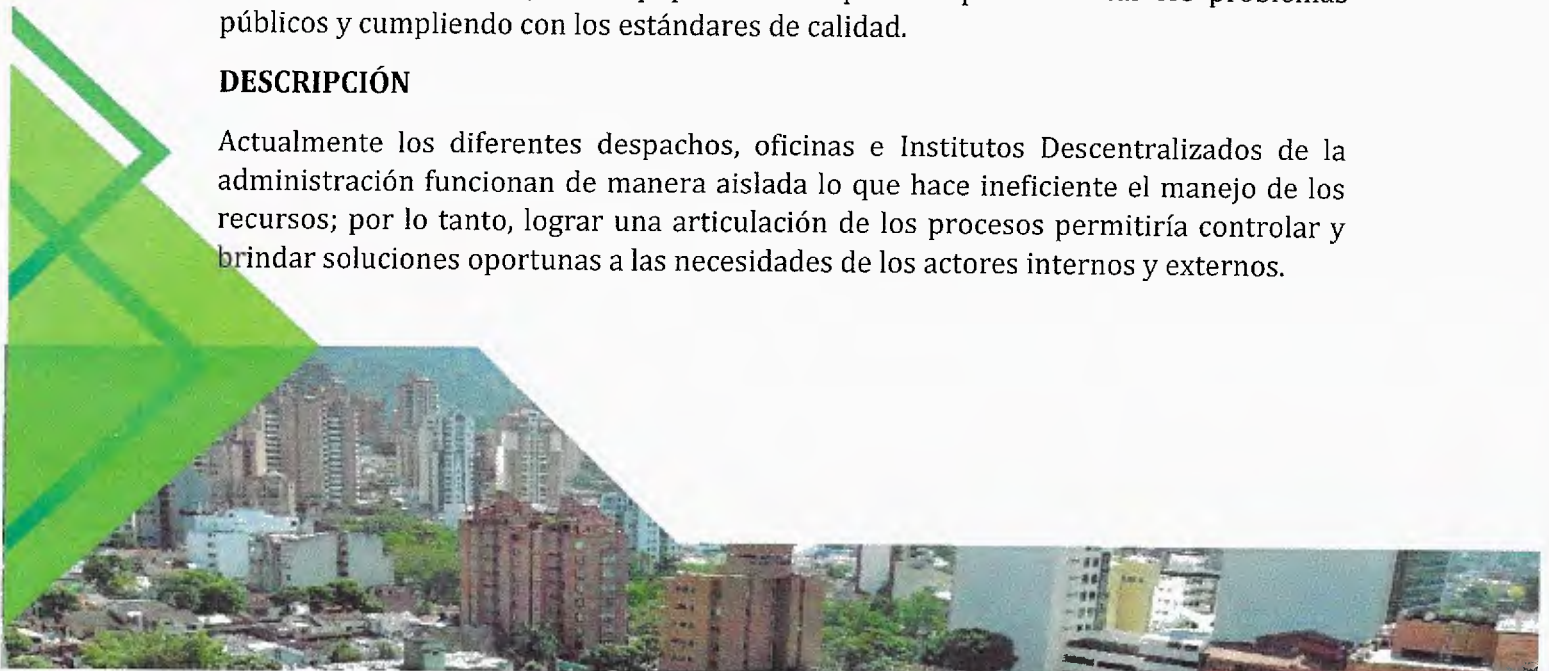 problemas
públicos y cumpliendo con los estándares de calidad.
DESCRIPCIÓN
Actualmente los diferentes despachos, oficinas e Institutos Descentralizados de la
administración funcionan de manera aislada lo que hace ineficiente el manejo de los
recursos; por lo tanto, lograr una articulación de los procesos permitiría controlar y
brindar soluciones oportunas a las necesidades de los actores internos y externos.